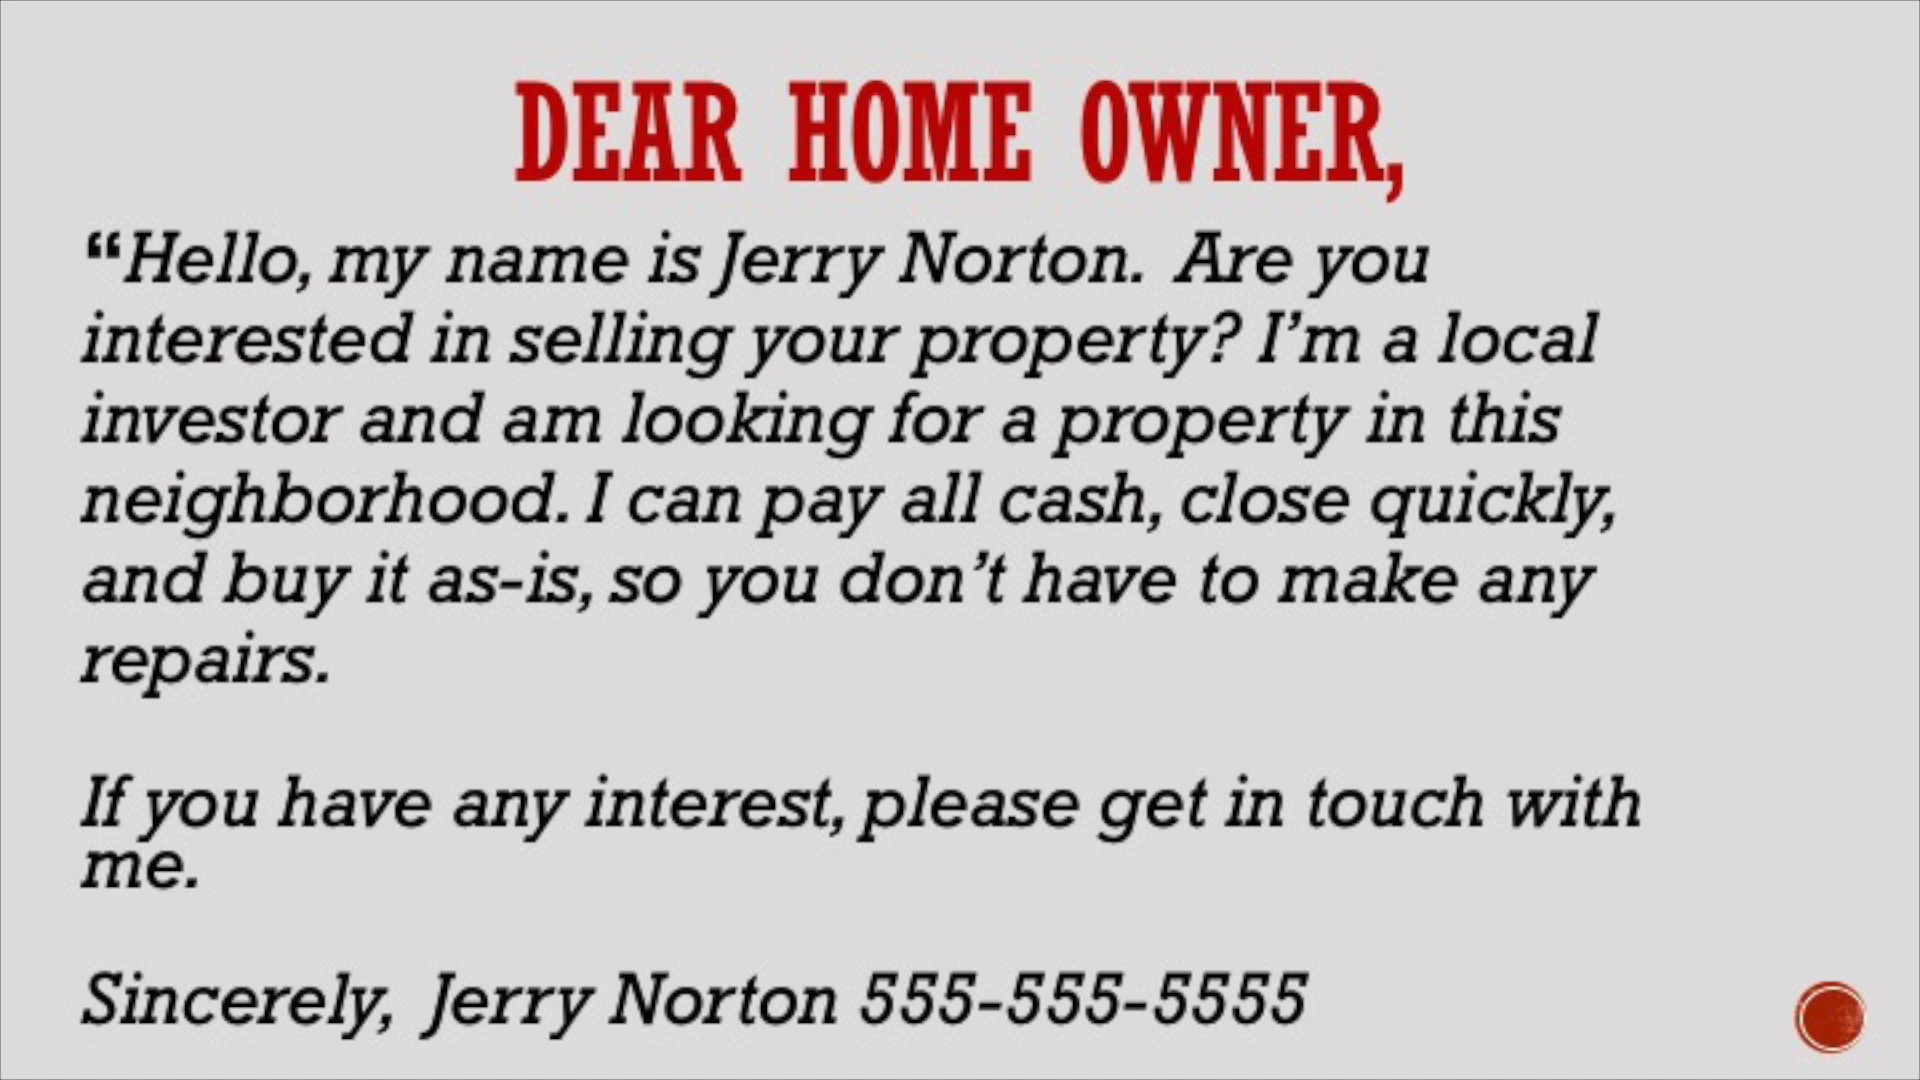 DEAR HOME OWNER,
“Hello, my name is Jerry Norton.  Are you
interested in selling your property? I’m a local
investor and am looking for a property in this
neighborhood. I can pay all cash, close quickly,
and buy it as-is, so you don’t have to make any
repairs.
If you have any interest, please get in touch with
me.
Sincerely,  Jerry Norton 555-555-5555